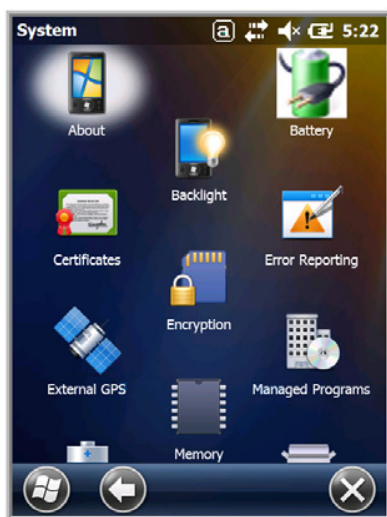 System a 5:22
About
Battery
Backlight
Certificates
Error Reporting
Encryption
External GPS
Managed Programs
Memory